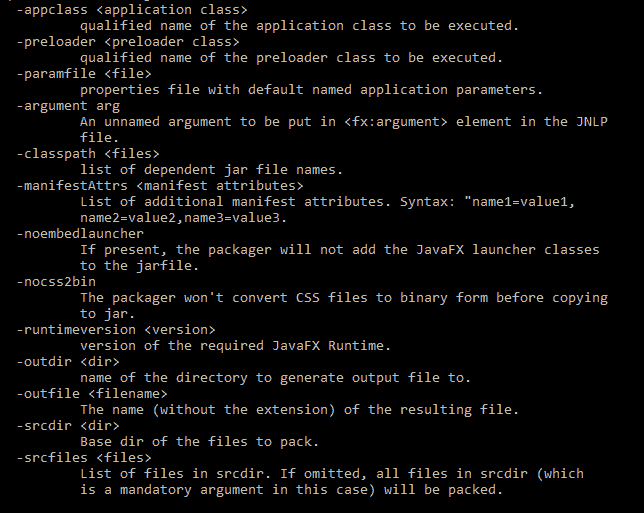 -appclass <application class>
qualified name of the application class to be executed.
-preloader <preloader class>
qualified name of the preloader class to be executed.
-paramfile <file>
properties file with default named application parameters.
-argument arg
An unnamed argument to be put in <fx:argument> element in the JNLP
file.
-classpath <files>
list of dependent jar file names.
-manifestAttrs <manifest attributes>
List of additional manifest attributes. Syntax: "name1=value1,
name2=value2,name3=value3.
-noembedlauncher
If present, the packager will not add the JavaFX launcher classes
to the jarfile.
-nocss2bin
The packager won't convert CSS files to binary form before copying
to jar.
-runtimeversion <version>
version of the required JavaFX Runtime.
-outdir <dir>
name of the directory to generate output file to.
-outfile <filename>
The name (without the extension) of the resulting file.
-srcdir <dir>
Base dir of the files to pack.
-srcfiles <files>
List of files in srcdir. If omitted, all files in srcdir (which
is a mandatory argument in this case) will be packed.